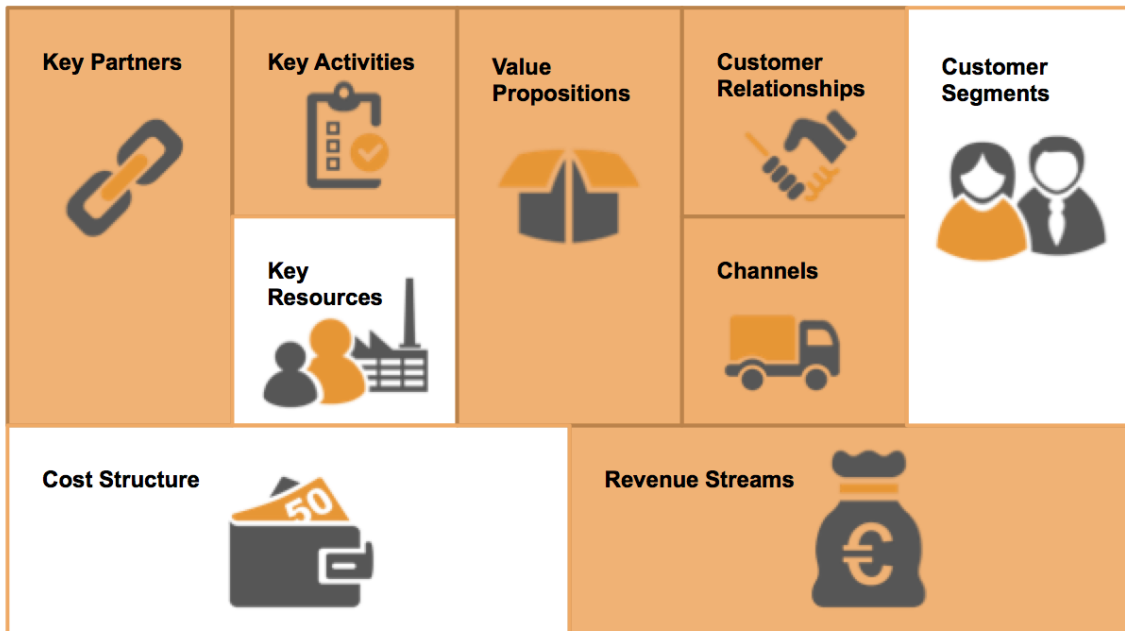 Key Partners
Key Activities
Value
Propositions
Customer
Relationships
Customer
Segments
Key
Resources
Channels
Cost Structure
50
Revenue Streams
€